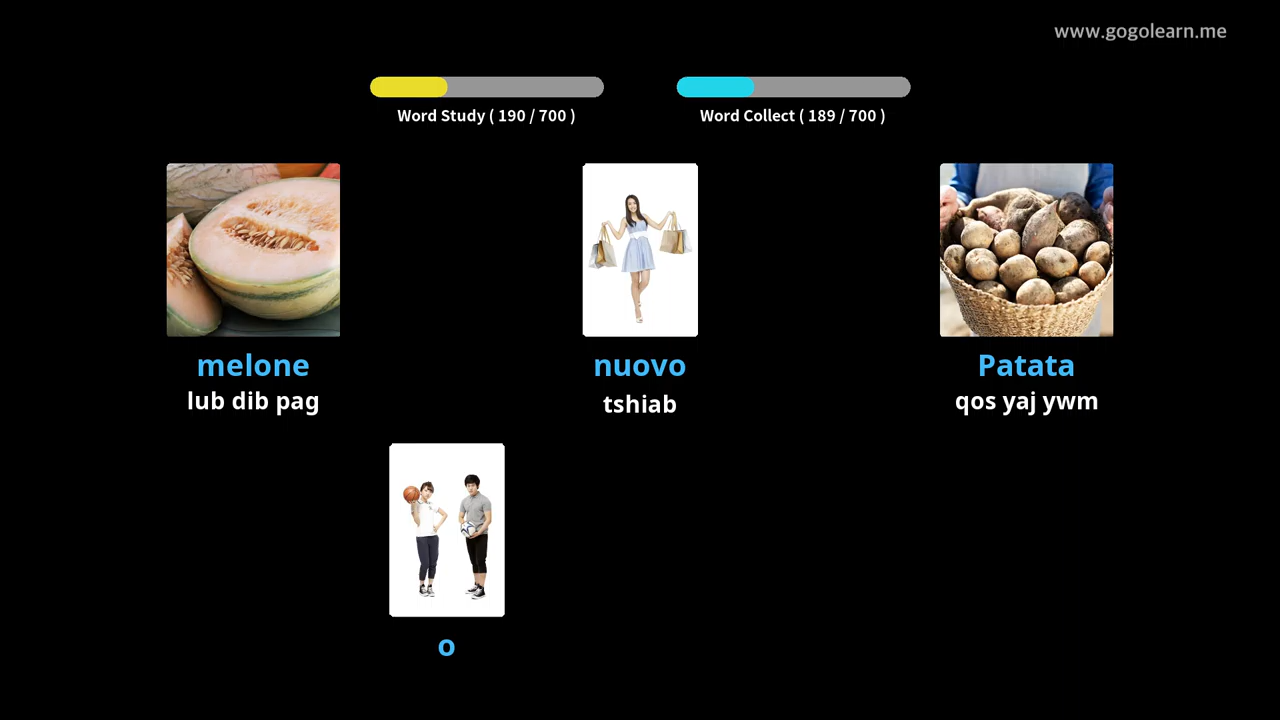 www.gogolearn.me
Word Study ( 190 / 700 )
Word Collect ( 189 / 700 )
melone
lub dib pag
nuovo
tshiab
Patata
qos yaj ywm
o